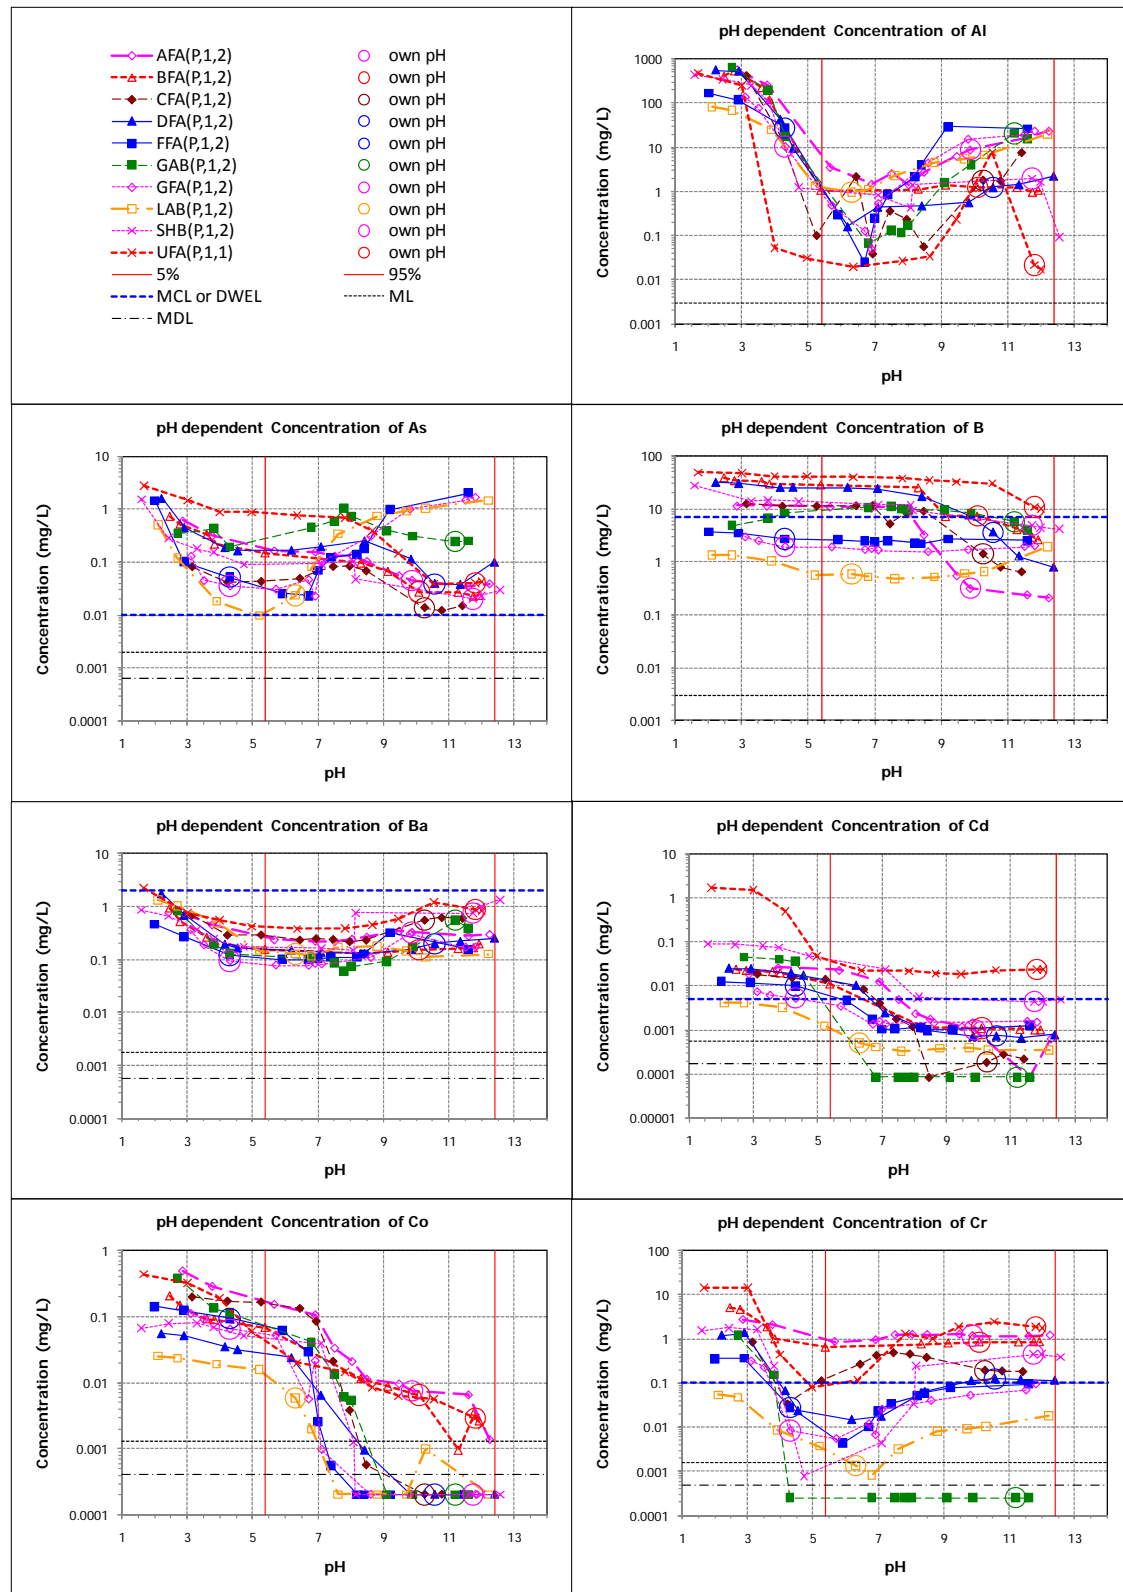 AFA(P,1,2) own pH
BFA(P,1,2) own pH
CFA(P,1,2) own pH
DFA(P,1,2) own pH
FFA(P,1,2) own pH
GAB(P,1,2) own pH
GFA(P,1,2) own pH
LAB(P,1,2) own pH
SHB(P,1,2) own pH
UFA(P,1,1) own pH
5% 95%
MCL or DWEL ML
MDL
pH dependent Concentration of Al
Concentration (mg/L)
1000
100
10
1
0.1
0.01
0.001
1 3 5 7 9 11 13
pH
pH dependent Concentration of As
Concentration (mg/L)
10
1
0.1
0.01
0.001
0.0001
1 3 5 7 9 11 13
pH
pH dependent Concentration of B
Concentration (mg/L)
100
10
1
0.1
0.01
0.001
1 3 5 7 9 11 13
pH
pH dependent Concentration of Ba
Concentration (mg/L)
10
1
0.1
0.01
0.001
0.0001
1 3 5 7 9 11 13
pH
pH dependent Concentration of Cd
Concentration (mg/L)
10
1
0.1
0.01
0.001
0.0001
0.00001
1 3 5 7 9 11 13
pH
pH dependent Concentration of Co
Concentration (mg/L)
1
0.1
0.01
0.001
0.0001
1 3 5 7 9 11 13
pH
pH dependent Concentration of Cr
Concentration (mg/L)
100
10
1
0.1
0.01
0.001
0.0001
1 3 5 7 9 11 13
pH